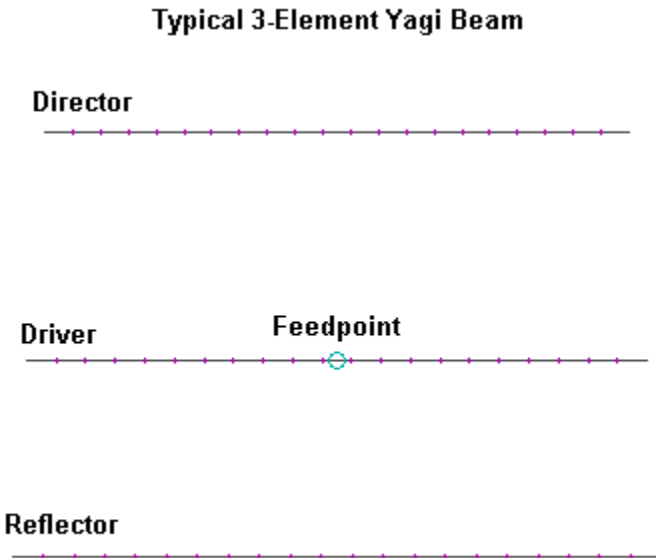 Typical 3-Element Yagi Beam
Director
Driver
Feedpoint
Reflector